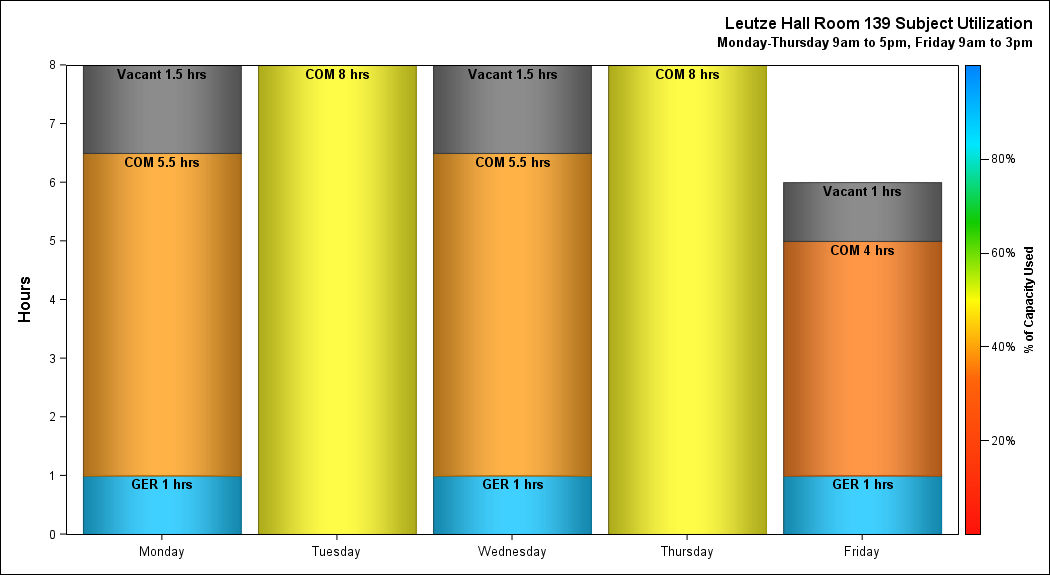 Leutze Hall Room 139 Subject Utilization
Monday-Thursday 9am to 5pm, Friday 9am to 3pm
Hours
8
7
6
5
4
3
2
1
0
Vacant 1.5 hrs
COM 5.5 hrs
GER 1 hrs
COM 8 hrs
Vacant 1.5 hrs
COM 5.5 hrs
GER 1 hrs
COM 8 hrs
Vacant 1 hrs
COM 4 hrs
GER 1 hrs
Monday
Tuesday
Wednesday
Thursday
Friday
80%
60%
40%
20%
% of Capacity Used